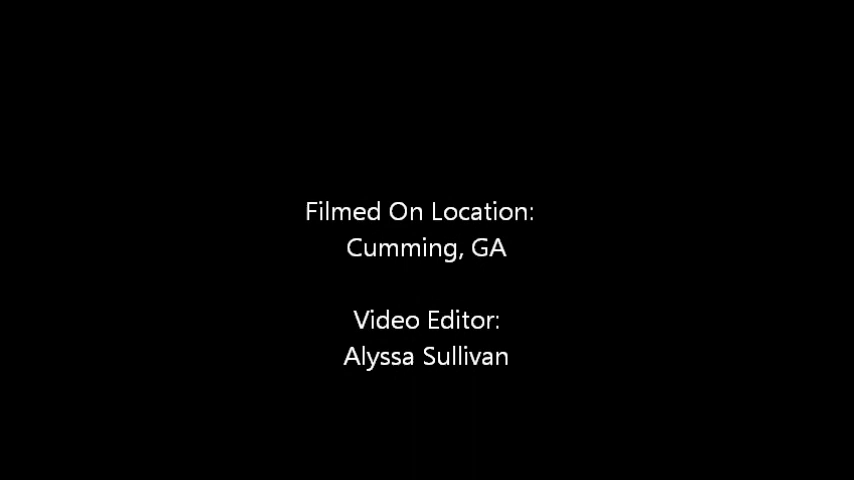 Filmed On Location:
Cumming, GA
Video Editor:
Alyssa Sullivan